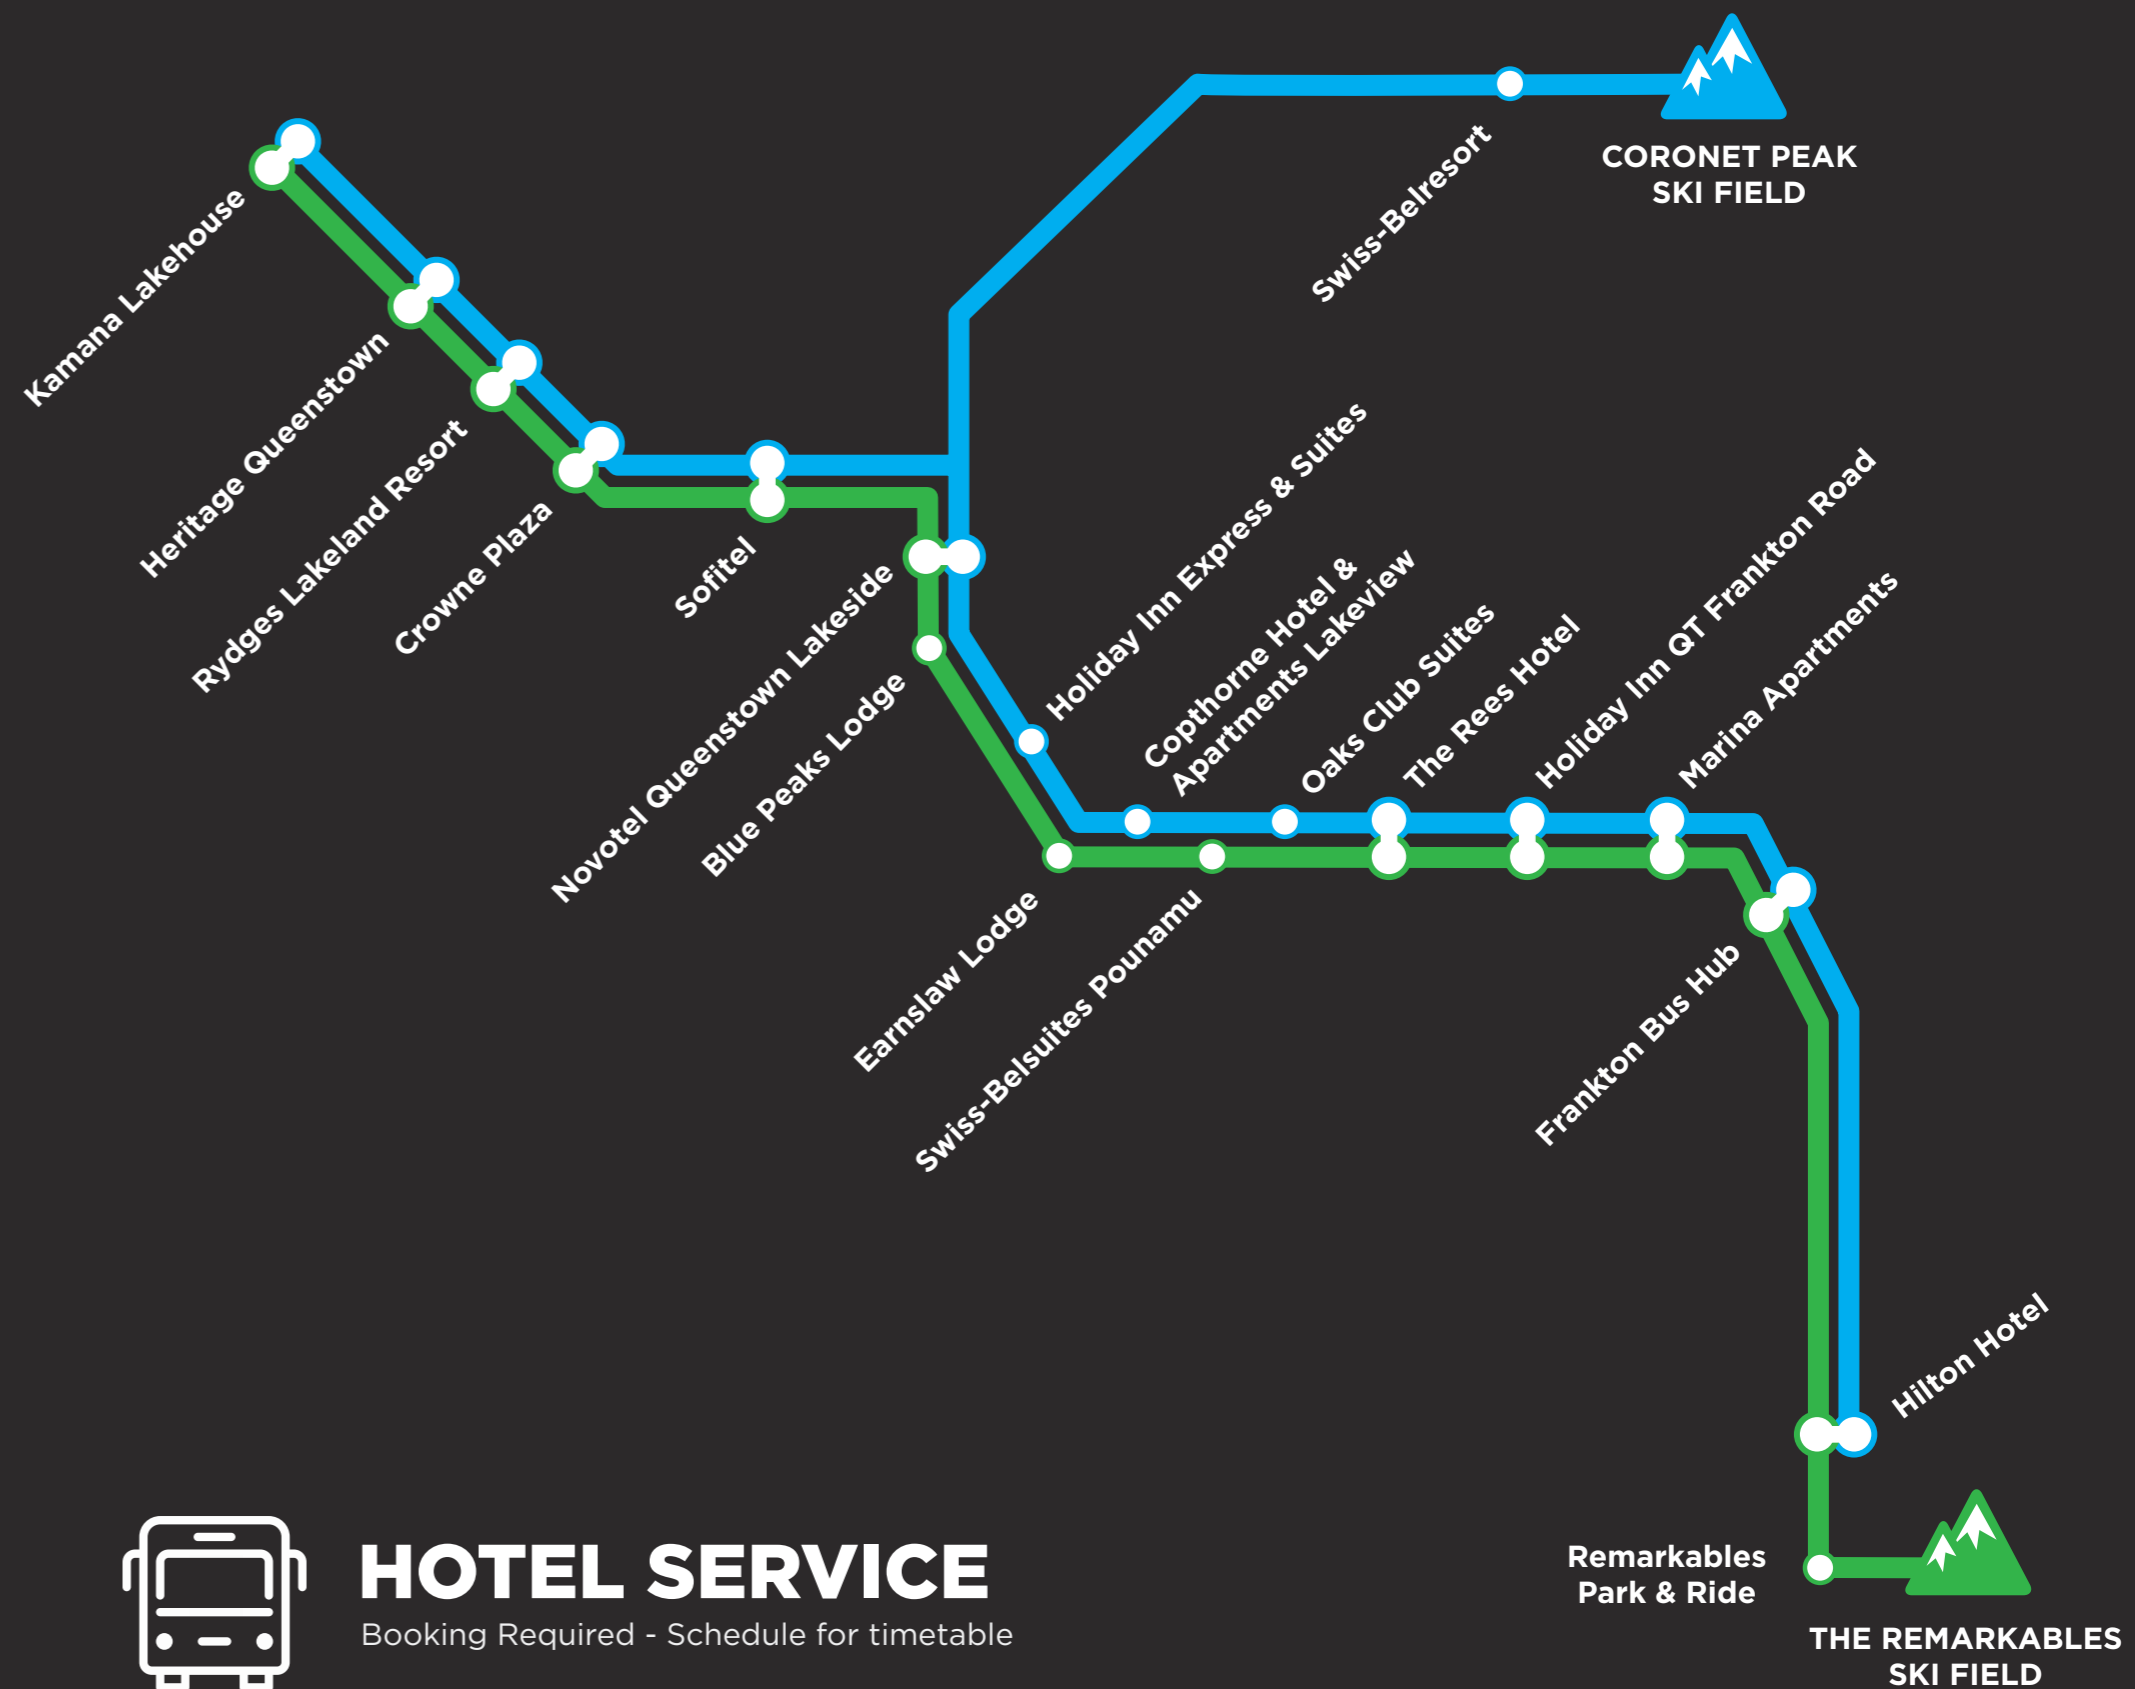 CORONET PEAK
SKI FIELD
Swiss-Belresort
Kamana Lakehouse
Heritage Queenstown
Rydges Lakeland Resort
Crowne Plaza
Sofitel
Novotel Queenstown Lakeside
Blue Peaks Lodge
Holiday Inn Express & Suites
Copthorne Hotel &
Apartments Lakeview
Oaks Club Suites
The Rees Hotel
Holiday Inn QT Frankton Road
Marina Apartments
Earnslaw Lodge
Swiss-Belsuites Pounamu
Frankton Bus Hub
Hilton Hotel
Remarkables
Park & Ride
THE REMARKABLES
SKI FIELD
HOTEL SERVICE
Booking Required - Schedule for timetable